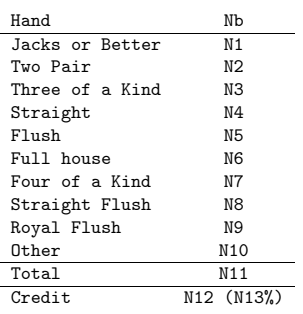 Hand Nb
Jacks or Better N1
Two Pair N2
Three of a Kind N3
Straight N4
Flush N5
Full house N6
Four of a Kind N7
Straight Flush N8
Royal Flush N9
Other N10
Total N11
Credit N12 (N13%)